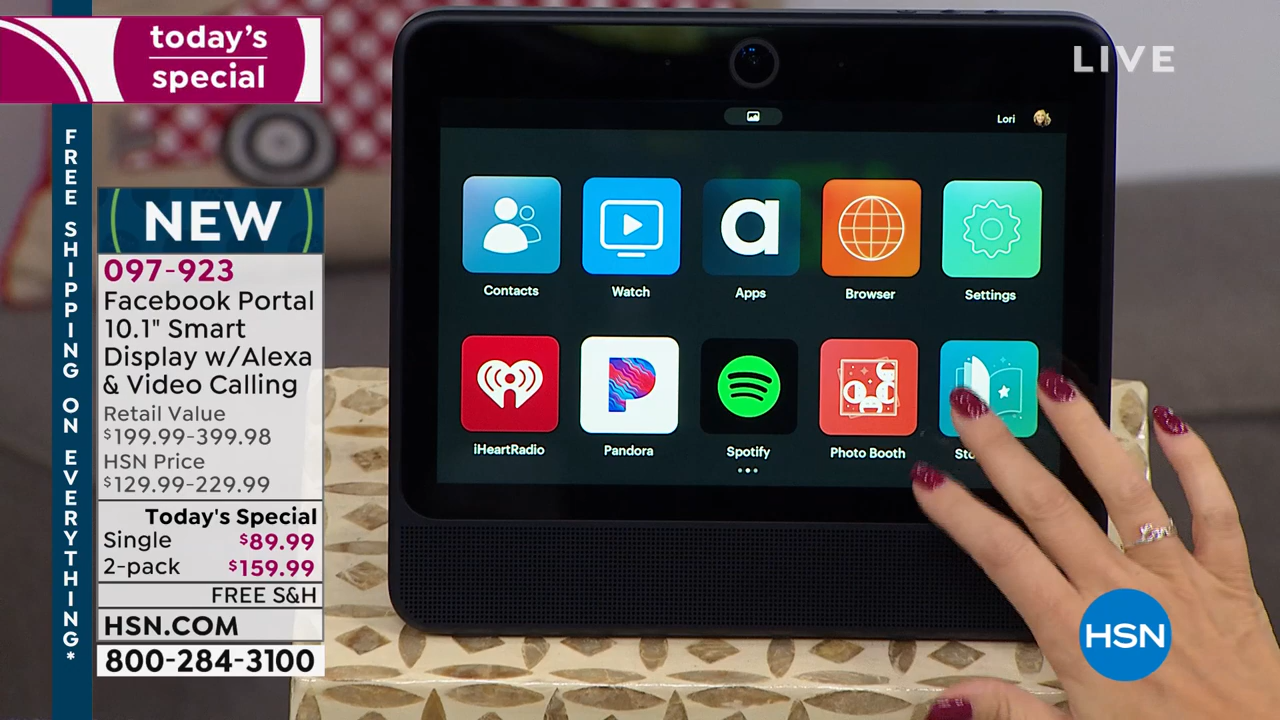 today's
special
LIVE
FREE SHIPPING ON EVERYTHING*
NEW
097-923
Facebook Portal
10.1" Smart
Display w/Alexa
& Video Calling
Retail Value
$199.99-399.98
HSN Price
$129.99-229.99
Today's Special
Single $89.99
2-pack $159.99
FREE S&H
HSN.COM
800-284-3100
Lori
Contacts Watch Apps Browser Settings
iHeartRadio Pandora Spotify Photo Booth
HSN